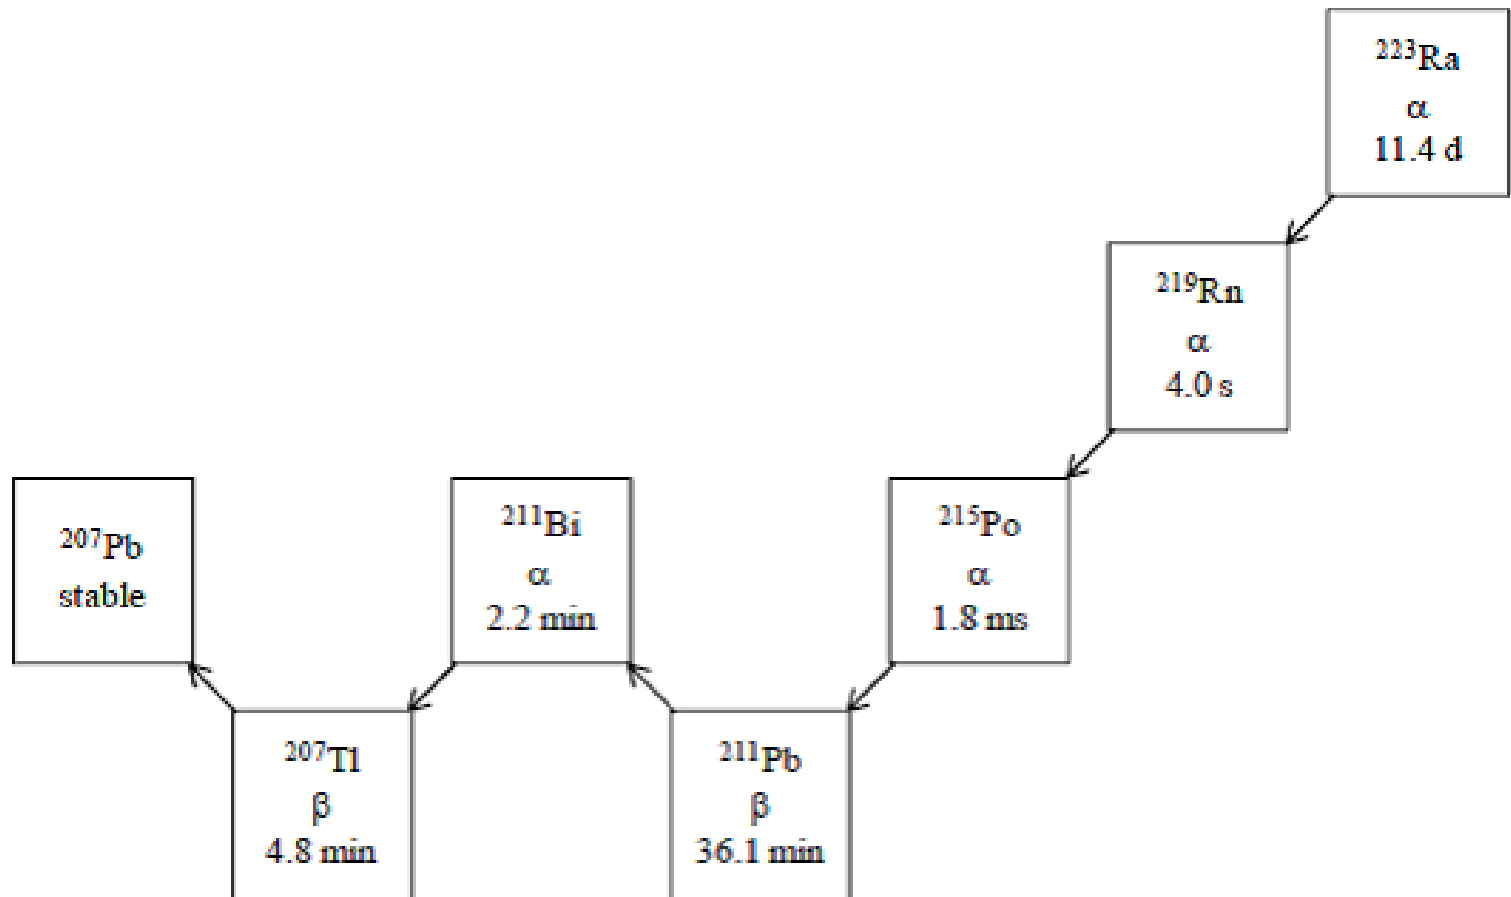 ²²³Ra
α
11.4 d
²¹⁹Rn
α
4.0 s
²¹⁵Po
α
1.8 ms
²¹¹Pb
β
36.1 min
²¹¹Bi
α
2.2 min
²⁰⁷Tl
β
4.8 min
²⁰⁷Pb
stable